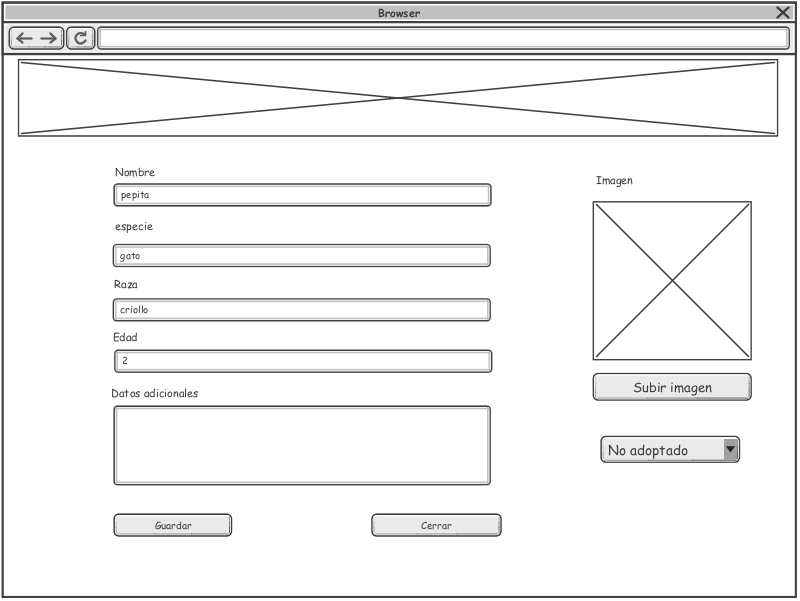 Browser
Nombre
pepita
especie
gato
Raza
criollo
Edad
2
Datos adicionales
Guardar
Cerrar
Imagen
Subir imagen
No adoptado